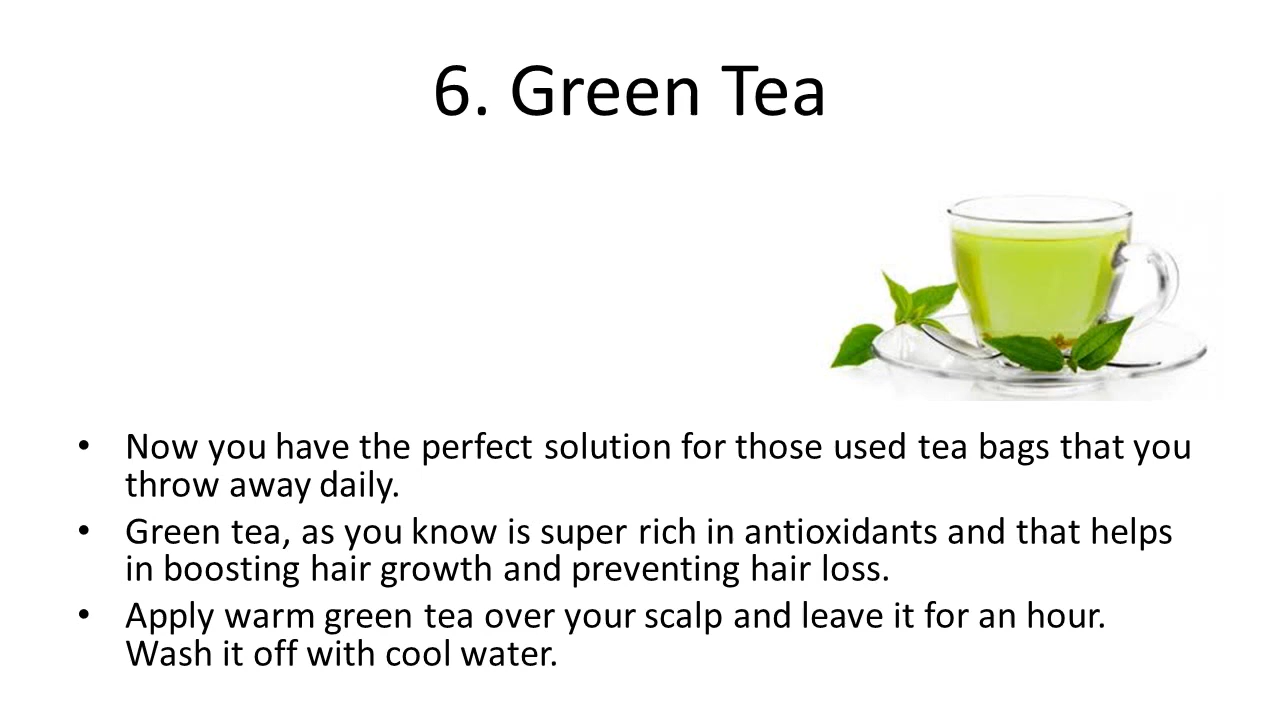 6. Green Tea
• Now you have the perfect solution for those used tea bags that you
throw away daily.
• Green tea, as you know is super rich in antioxidants and that helps
in boosting hair growth and preventing hair loss.
• Apply warm green tea over your scalp and leave it for an hour.
Wash it off with cool water.